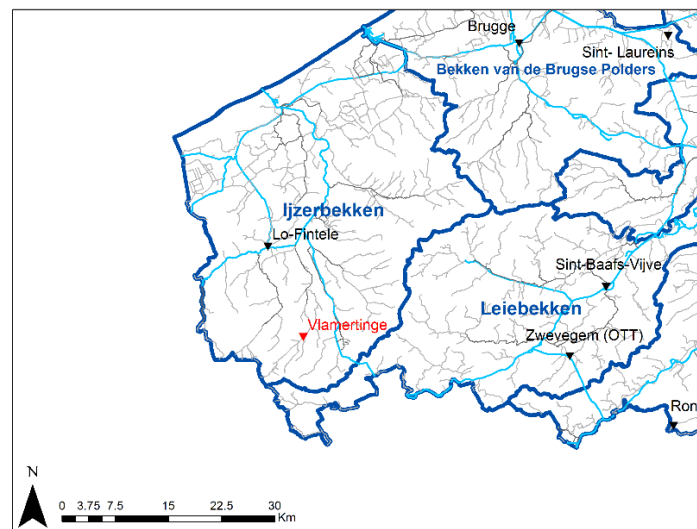 Brugge
Sint- Laureins
Bekken van de Brugse Polders
Ijzerbekken
Lo-Fintele
Sint-Baafs-Vijve
Leiebekken
Vlamertinge
Zwevegem (OTT)
Ron
N
0 3.75 7.5 15 22.5 30
Km